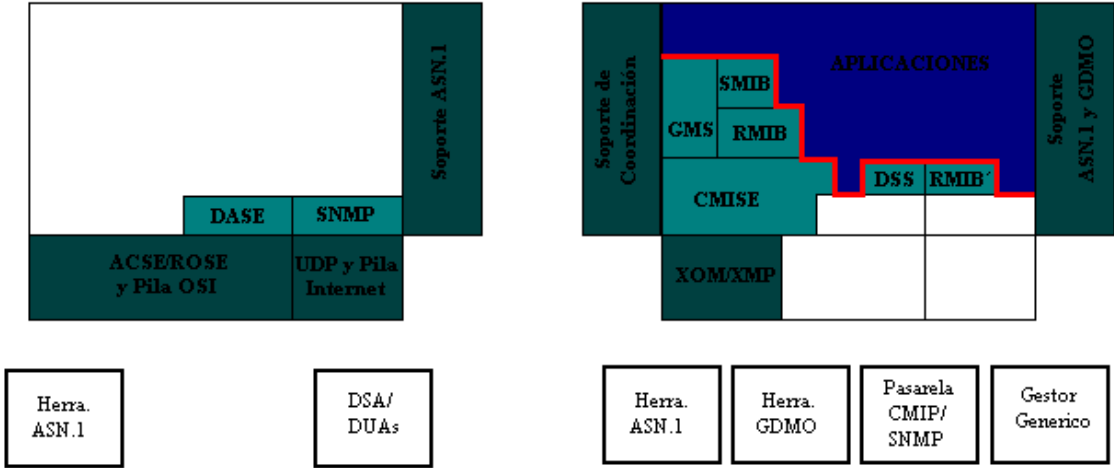 Soporte ASN.1
DASE
SNMP
ACSE/ROSE
y Pila OSI
UDP y Pila
Internet
Herra.
ASN.1
DSA/
DUAs
Soporte de
Coordinación
APLICACIONES
SMIB
GMS
RMIB
CMISE
DSS
RMIB´
XOM/XMP
Soporte
ASN.1 y GDMO
Herra.
ASN.1
Herra.
GDMO
Pasarela
CMIP/
SNMP
Gestor
Generico